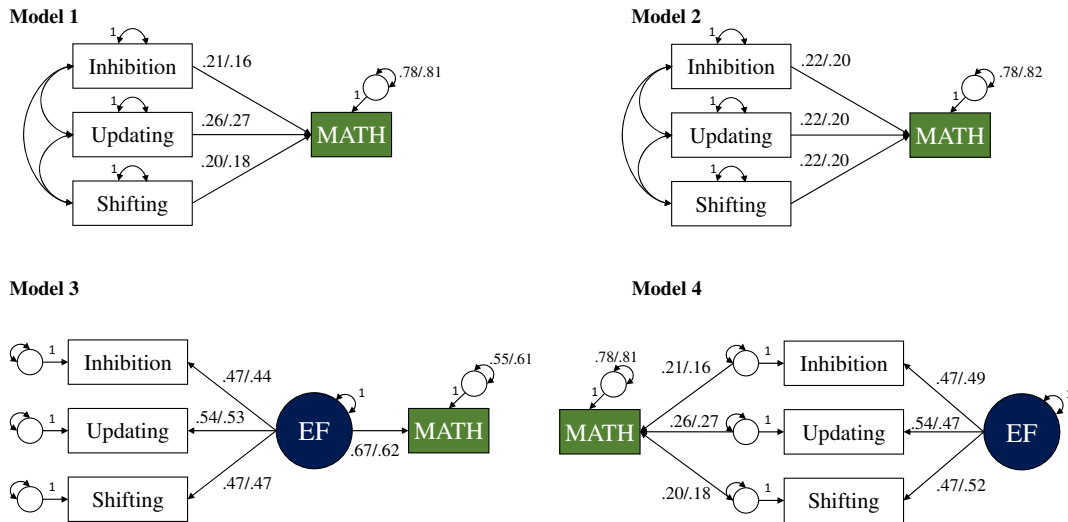 Model 1
1
Inhibition
.21/.16
.78/.81
1
1
Updating
.26/.27
MATH
1
.20/.18
Shifting
Model 2
1
Inhibition
.22/.20
.78/.82
1
1
Updating
.22/.20
MATH
1
.22/.20
Shifting
Model 3
1
Inhibition
.47/.44
.55/.61
1
1
1
Updating
.54/.53
EF
.67/.62
MATH
1
Shifting
.47/.47
Model 4
.78/.81
1
.21/.16
1
Inhibition
.47/.49
1
MATH
.26/.27
1
Updating
.54/.47
EF
.20/.18
1
Shifting
.47/.52